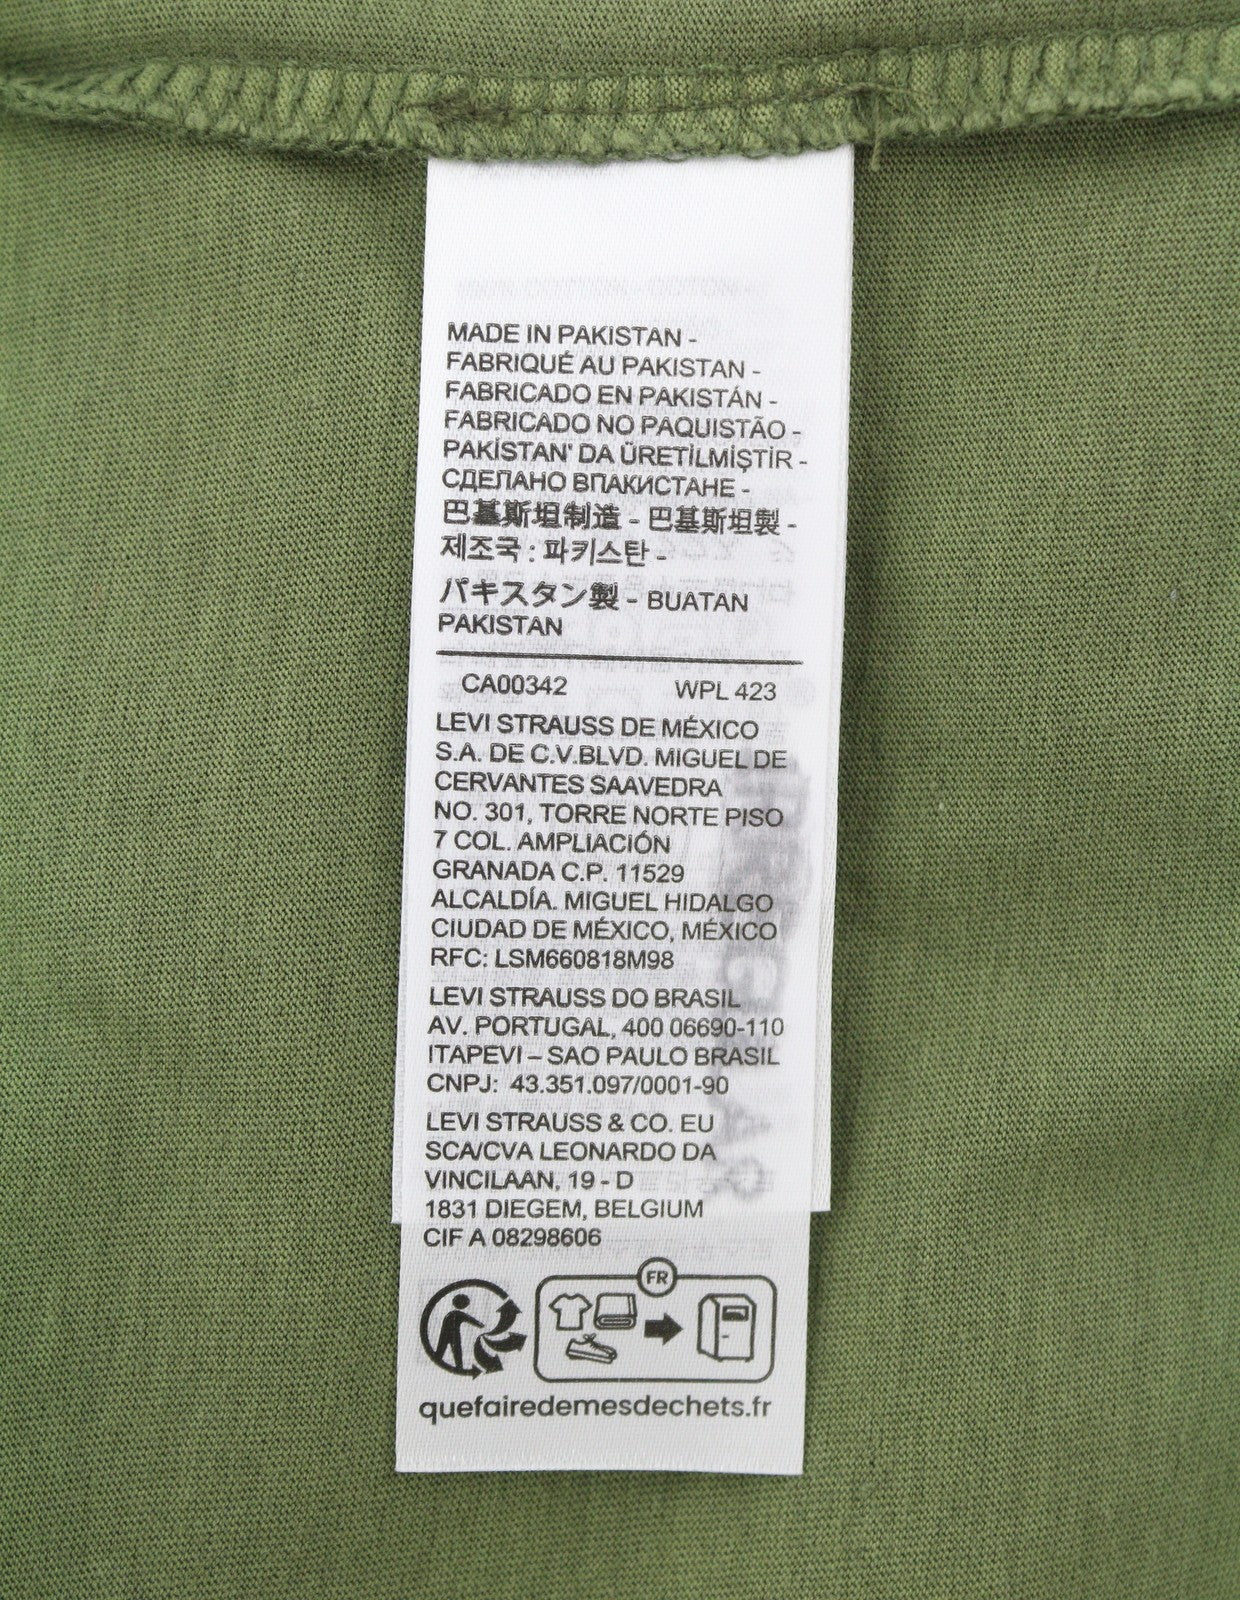 MADE IN PAKISTAN -
FABRIQUÉ AU PAKISTAN -
FABRICADO EN PAKISTÁN -
FABRICADO NO PAQUISTÃO -
PAKİSTAN' DA ÜRETİLMİŞTİR -
СДЕЛАНО ВПАКИСТАНЕ -
巴基斯坦制造 - 巴基斯坦製 -
제조국 : 파키스탄 -
パキスタン製 - BUATAN
PAKISTAN
CA00342 WPL 423
LEVI STRAUSS DE MÉXICO
S.A. DE C.V.BLVD. MIGUEL DE
CERVANTES SAAVEDRA
NO. 301, TORRE NORTE PISO
7 COL. AMPLIACIÓN
GRANADA C.P. 11529
ALCALDÍA. MIGUEL HIDALGO
CIUDAD DE MÉXICO, MÉXICO
RFC: LSM660818M98
LEVI STRAUSS DO BRASIL
AV. PORTUGAL, 400 06690-110
ITAPEVI – SAO PAULO BRASIL
CNPJ: 43.351.097/0001-90
LEVI STRAUSS & CO. EU
SCA/CVA LEONARDO DA
VINCILAAN, 19 - D
1831 DIEGEM, BELGIUM
CIF A 08298606
FR
quefairedemesdechets.fr